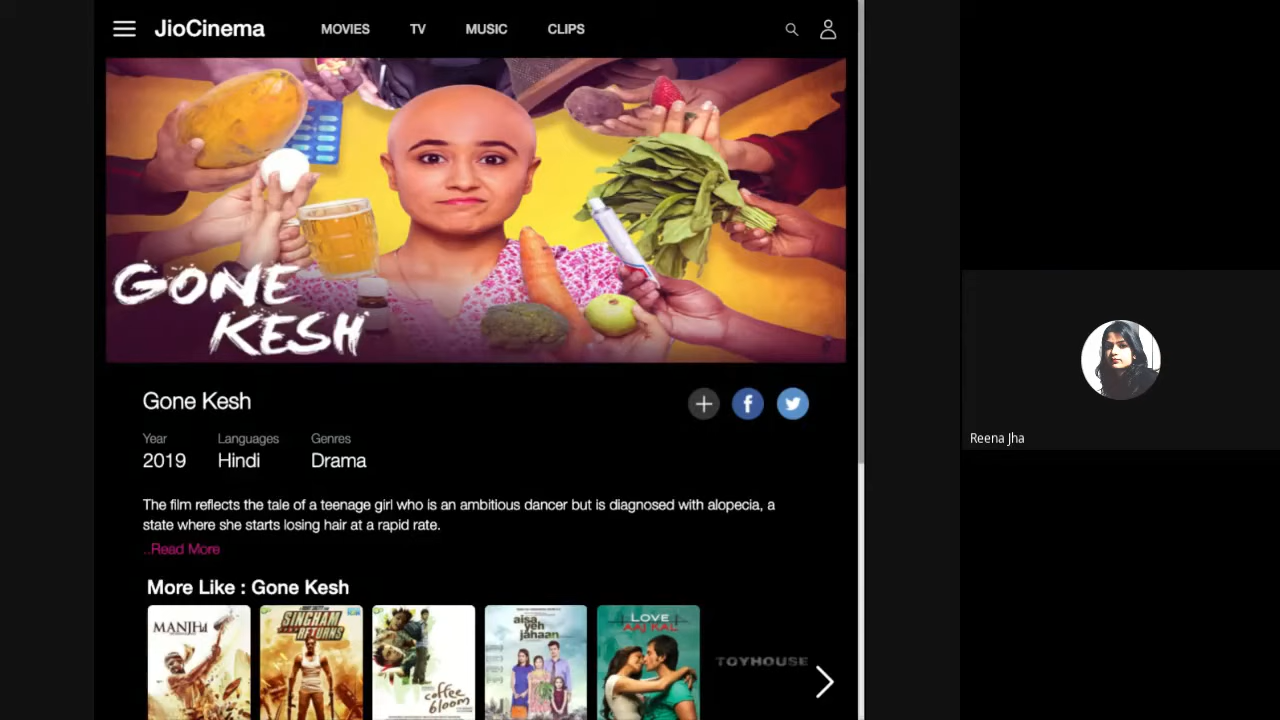 JioCinema
MOVIES
TV
MUSIC
CLIPS
GONE
KESH
Gone Kesh
Year
Languages
Genres
2019
Hindi
Drama
The film reflects the tale of a teenage girl who is an ambitious dancer but is diagnosed with alopecia, a
state where she starts losing hair at a rapid rate.
..Read More
More Like : Gone Kesh
MANJHI
SINGHAM
RETURNS
coffee
bloom
aisa
yeh
jahaan
LOVE
AAJ KAL
TOYHOUSE
Reena Jha